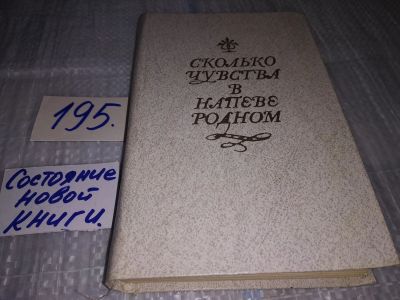 СКОЛЬКО
ЧУВСТВА
В
НАПЕВЕ
РОДНОМ
195.
Состояние
новой
книги.